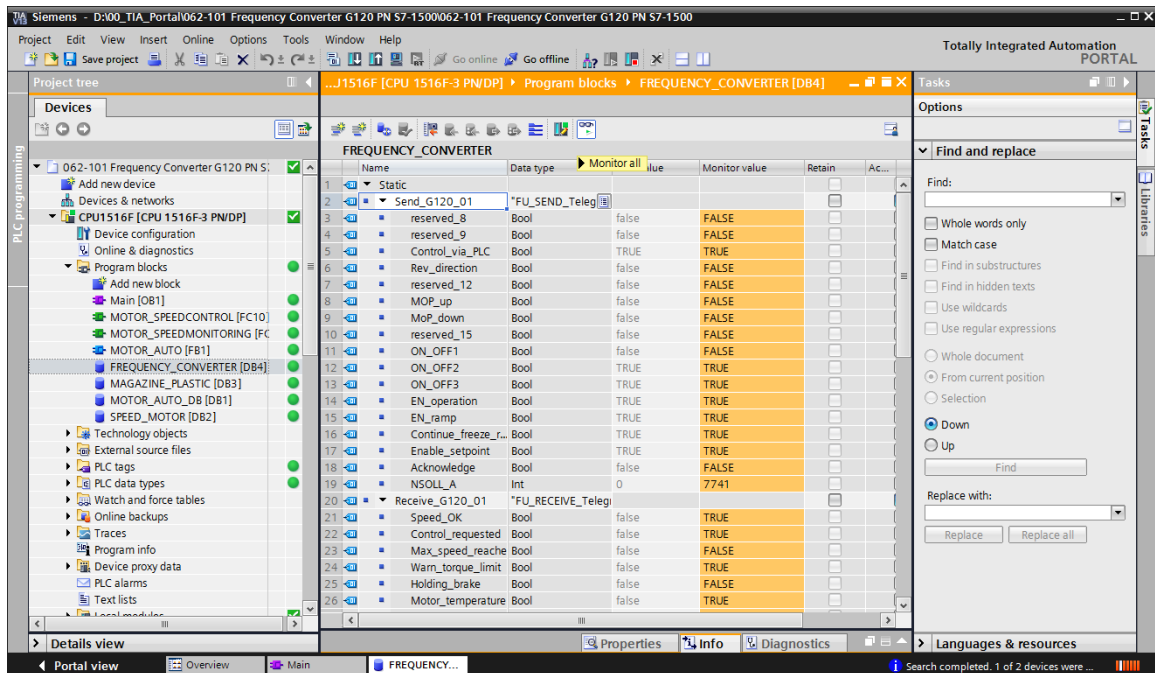 Siemens - D:\00_TIA_Portal\062-101 Frequency Converter G120 PN S7-1500\062-101 Frequency Converter G120 PN S7-1500
Project Edit View Insert Online Options Tools Window Help
Totally Integrated Automation
PORTAL
Save project Go online Go offline
Project tree
Devices
PLC programming
062-101 Frequency Converter G120 PN S7
Add new device
Devices & networks
CPU1516F [CPU 1516F-3 PN/DP]
Device configuration
Online & diagnostics
Program blocks
Add new block
Main [OB1]
MOTOR_SPEEDCONTROL [FC10]
MOTOR_SPEEDMONITORING [FC
MOTOR_AUTO [FB1]
FREQUENCY_CONVERTER [DB4]
MAGAZINE_PLASTIC [DB3]
MOTOR_AUTO_DB [DB1]
SPEED_MOTOR [DB2]
Technology objects
External source files
PLC tags
PLC data types
Watch and force tables
Online backups
Traces
Program info
Device proxy data
PLC alarms
Text lists
Local modules
Details view
...J1516F [CPU 1516F-3 PN/DP] Program blocks FREQUENCY_CONVERTER [DB4]
FREQUENCY_CONVERTER
Monitor all
Name Data type alue Monitor value Retain Ac...
1 Static
2 Send_G120_01 "FU_SEND_Teleg
3 reserved_8 Bool false FALSE
4 reserved_9 Bool false FALSE
5 Control_via_PLC Bool TRUE TRUE
6 Rev_direction Bool false FALSE
7 reserved_12 Bool false FALSE
8 MOP_up Bool false FALSE
9 MoP_down Bool false FALSE
10 reserved_15 Bool false FALSE
11 ON_OFF1 Bool false FALSE
12 ON_OFF2 Bool TRUE TRUE
13 ON_OFF3 Bool TRUE TRUE
14 EN_operation Bool TRUE TRUE
15 EN_ramp Bool TRUE TRUE
16 Continue_freeze_r... Bool TRUE TRUE
17 Enable_setpoint Bool TRUE TRUE
18 Acknowledge Bool false FALSE
19 NSOLL_A Int 0 7741
20 Receive_G120_01 "FU_RECEIVE_Telegr
21 Speed_OK Bool false TRUE
22 Control_requested Bool false TRUE
23 Max_speed_reache Bool false FALSE
24 Warn_torque_limit Bool false TRUE
25 Holding_brake Bool false FALSE
26 Motor_temperature Bool false TRUE
Properties Info Diagnostics
Tasks
Options
Find and replace
Find:
Whole words only
Match case
Find in substructures
Find in hidden texts
Use wildcards
Use regular expressions
Whole document
From current position
Selection
Down
Up
Find
Replace with:
Replace Replace all
Languages & resources
Tasks
Libraries
Portal view Overview Main FREQUENCY... Search completed. 1 of 2 devices were ...